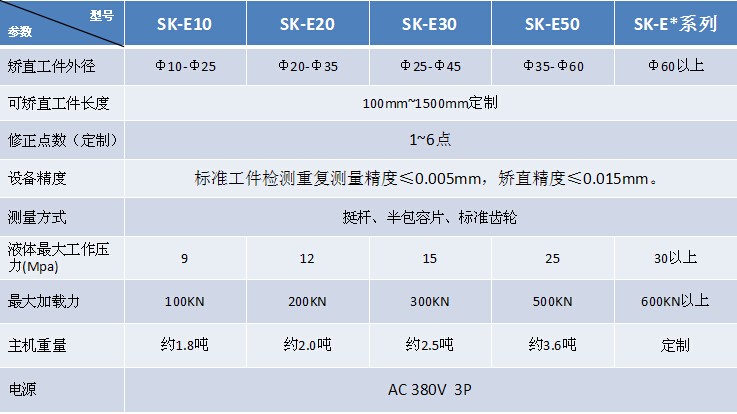 型号
参数
SK-E10 SK-E20 SK-E30 SK-E50 SK-E*系列
矫直工件外径 Φ10-Φ25 Φ20-Φ35 Φ25-Φ45 Φ35-Φ60 Φ60以上
可矫直工件长度 100mm~1500mm定制
修正点数（定制） 1~6点
设备精度 标准工件检测重复测量精度≤0.005mm，矫直精度≤0.015mm。
测量方式 挺杆、半包容片、标准齿轮
液体最大工作压
力(Mpa) 9 12 15 25 30以上
最大加载力 100KN 200KN 300KN 500KN 600KN以上
主机重量 约1.8吨 约2.0吨 约2.5吨 约3.6吨 定制
电源 AC 380V 3P